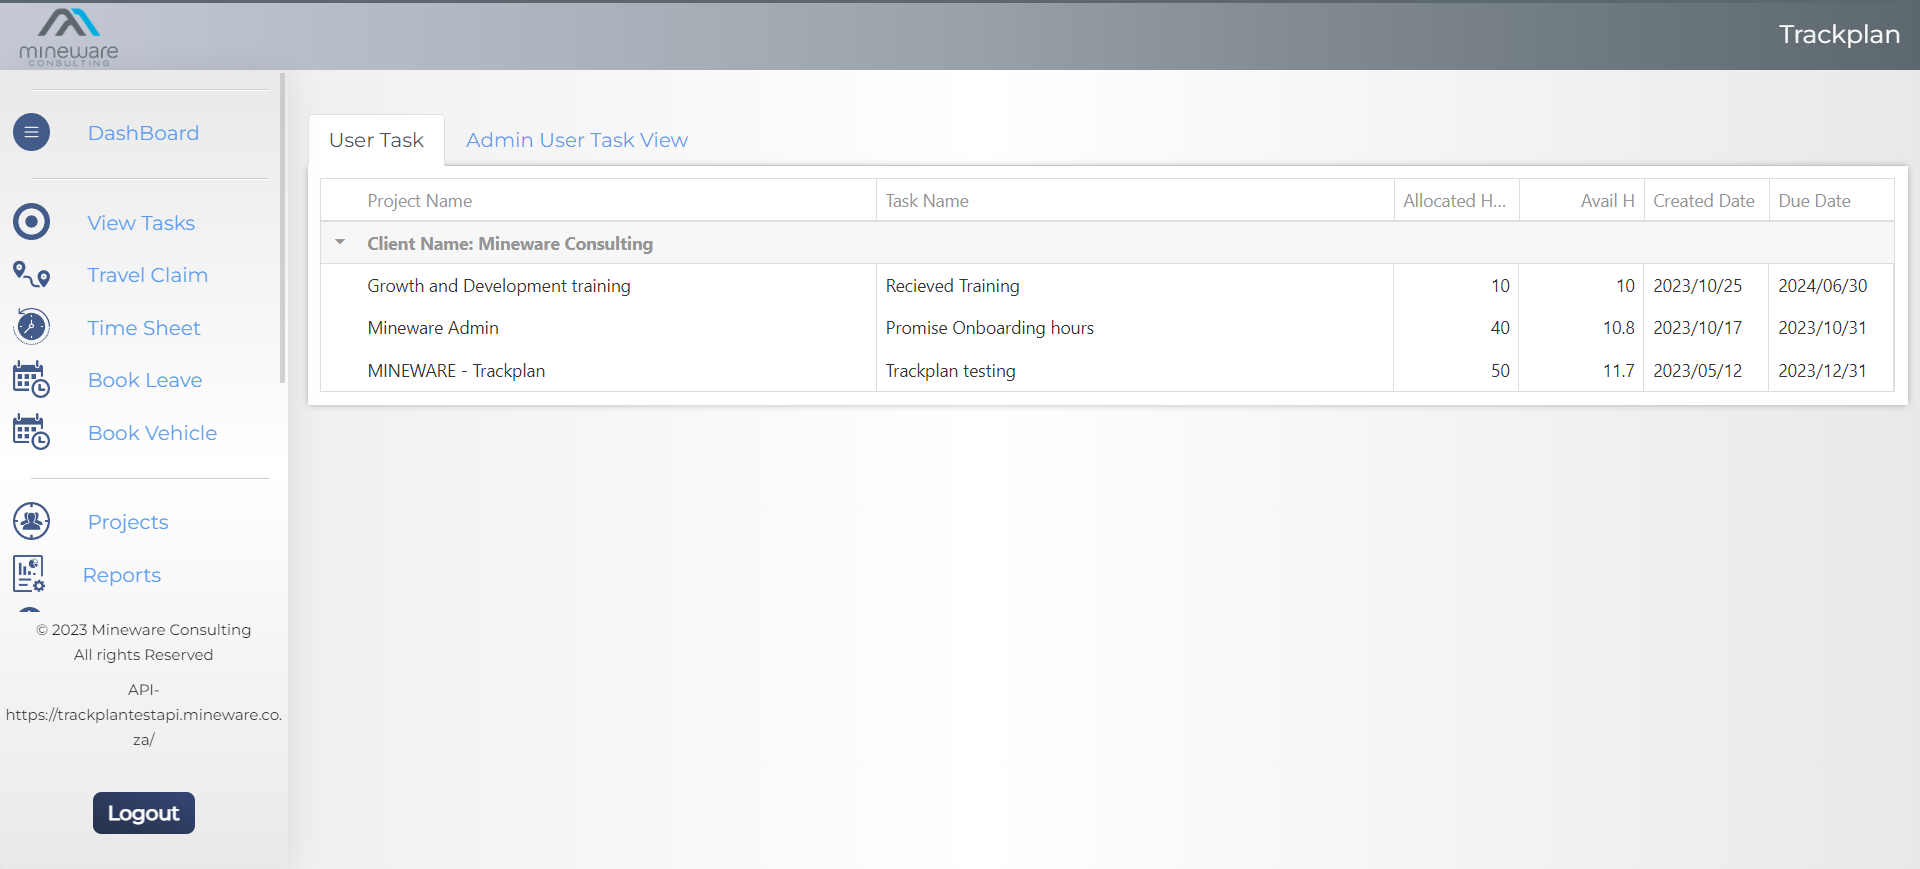 mineware
CONSULTING
Trackplan
DashBoard
View Tasks
Travel Claim
Time Sheet
Book Leave
Book Vehicle
Projects
Reports
© 2023 Mineware Consulting
All rights Reserved
API-
https://trackplantestapi.mineware.co.
za/
Logout
User Task Admin User Task View
Project Name Task Name Allocated H... Avail H Created Date Due Date
Client Name: Mineware Consulting
Growth and Development training Recieved Training 10 10 2023/10/25 2024/06/30
Mineware Admin Promise Onboarding hours 40 10.8 2023/10/17 2023/10/31
MINEWARE - Trackplan Trackplan testing 50 11.7 2023/05/12 2023/12/31